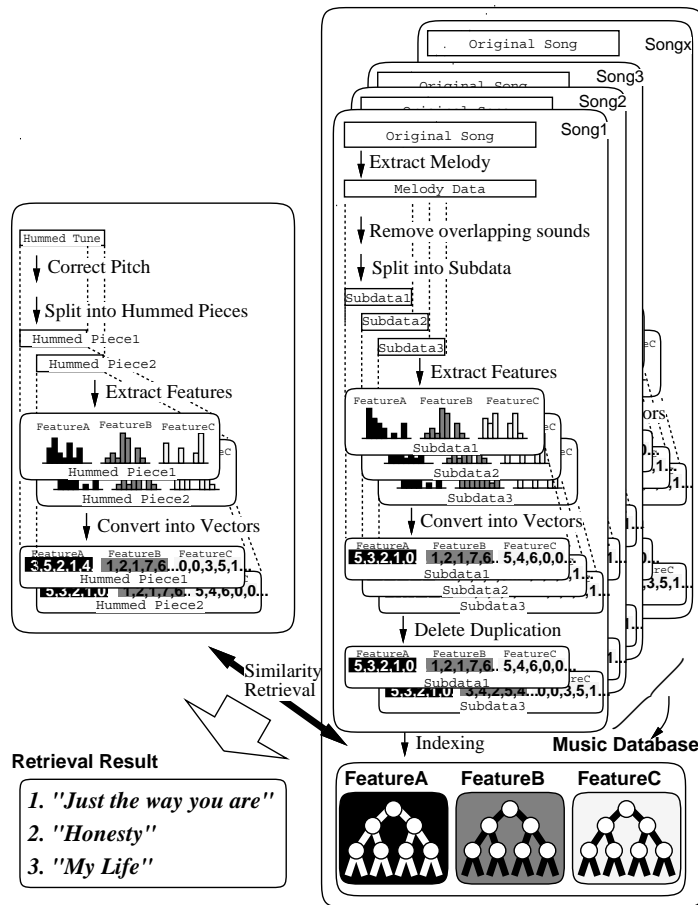 Original Song
Songx
Original Song
Song3
Original Song
Song2
Original Song
Song1
Extract Melody
Melody Data
Remove overlapping sounds
Split into Subdata
Subdata1
Subdata2
Subdata3
Extract Features
FeatureA FeatureB FeatureC
Subdata1
Subdata2
Subdata3
Convert into Vectors
FeatureA FeatureB FeatureC
5,3,2,1,0, 1,2,1,7,6.. 5,4,6,0,0...
Subdata1
Subdata2
Subdata3
Delete Duplication
FeatureA FeatureB FeatureC
5,3,2,1,0, 1,2,1,7,6.. 5,4,6,0,0...
Subdata1
5,3,2,1,0, 3,4,2,5,4...0,0,3,5,1...
Subdata3
Indexing
Music Database
FeatureA FeatureB FeatureC
Hummed Tune
Correct Pitch
Split into Hummed Pieces
Hummed Piece1
Hummed Piece2
Extract Features
FeatureA FeatureB FeatureC
Hummed Piece1
Hummed Piece2
Convert into Vectors
FeatureA FeatureB FeatureC
3,5,2,1,4, 1,2,1,7,6...0,0,3,5,1...
Hummed Piece1
5,3,2,1,0, 1,2,1,7,6.. 5,4,6,0,0...
Hummed Piece2
Similarity
Retrieval
Retrieval Result
1. "Just the way you are"
2. "Honesty"
3. "My Life"